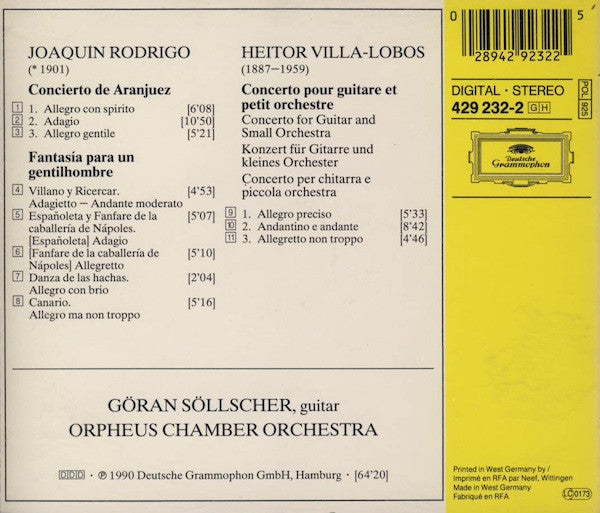 JOAQUÍN RODRIGO
(* 1901)
Concierto de Aranjuez
1 1. Allegro con spirito [6'08]
2 2. Adagio [10'50]
3 3. Allegro gentile [5'21]
Fantasía para un
gentilhombre
4 Villano y Ricercar. [4'53]
Adagietto – Andante moderato
5 Españoleta y Fanfare de la [5'07]
caballería de Nápoles.
[Españoleta] Adagio
6 [Fanfare de la caballería de [5'10]
Nápoles] Allegretto
7 Danza de las hachas. [2'04]
Allegro con brio
8 Canario. [5'16]
Allegro ma non troppo
HEITOR VILLA-LOBOS
(1887–1959)
Concerto pour guitare et
petit orchestre
Concerto for Guitar and
Small Orchestra
Konzert für Gitarre und
kleines Orchester
Concerto per chitarra e
piccola orchestra
9 1. Allegro preciso [5'33]
10 2. Andantino e andante [8'42]
11 3. Allegretto non troppo [4'46]
GÖRAN SÖLLSCHER, guitar
ORPHEUS CHAMBER ORCHESTRA
DDD · ℗ 1990 Deutsche Grammophon GmbH, Hamburg · [64'20]
0 28942 92322 5
DIGITAL · STEREO
429 232-2 GH
POL. 925
Deutsche
Grammophon
Printed in West Germany by /
Imprimé en RFA par Neef, Wittingen
Made in West Germany
Fabriqué en RFA
LC 0173